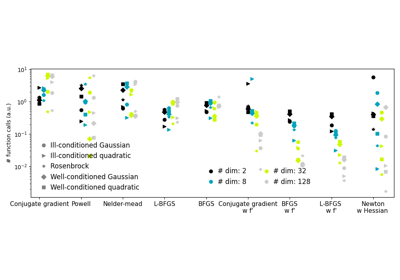 # function calls (a.u.)
10¹
10⁰
10⁻¹
10⁻²
Ill-conditioned Gaussian
Ill-conditioned quadratic
Rosenbrock
Well-conditioned Gaussian
Well-conditioned quadratic
# dim: 2
# dim: 8
# dim: 32
# dim: 128
Conjugate gradient
Powell
Nelder-mead
L-BFGS
BFGS
Conjugate gradient
w f'
BFGS
w f'
L-BFGS
w f'
Newton
w Hessian